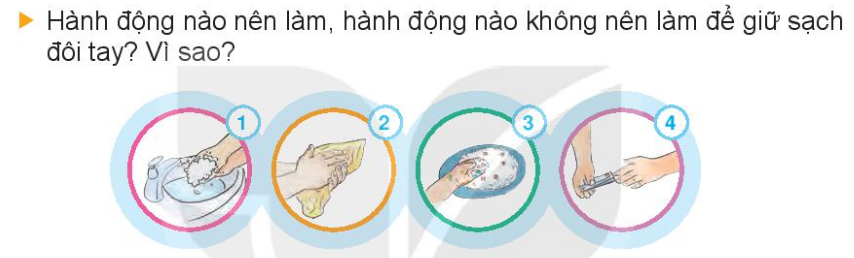 Hành động nào nên làm, hành động nào không nên làm để giữ sạch
đôi tay? Vì sao?
1 2 3 4